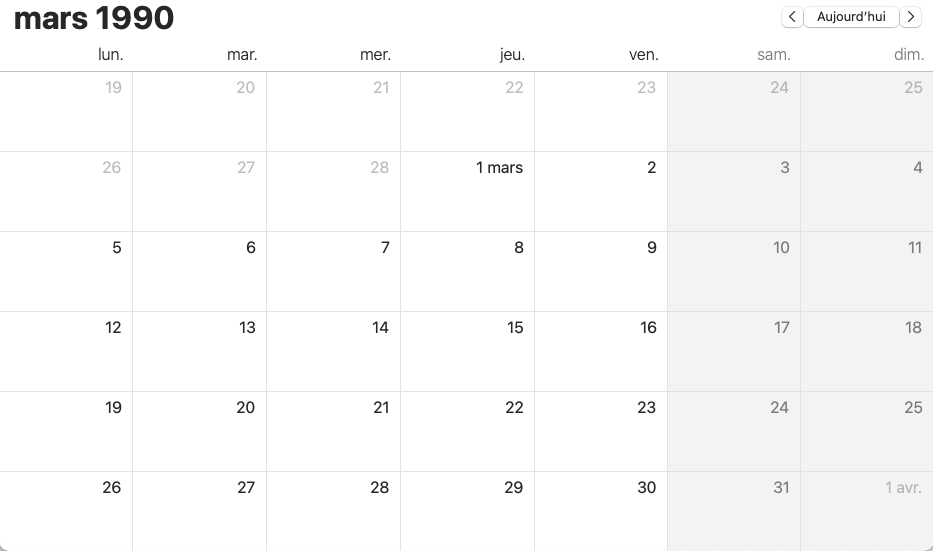 mars 1990
< Aujourd’hui >
lun. mar. mer. jeu. ven. sam. dim.
19 20 21 22 23 24 25
26 27 28 1 mars 2 3 4
5 6 7 8 9 10 11
12 13 14 15 16 17 18
19 20 21 22 23 24 25
26 27 28 29 30 31 1 avr.